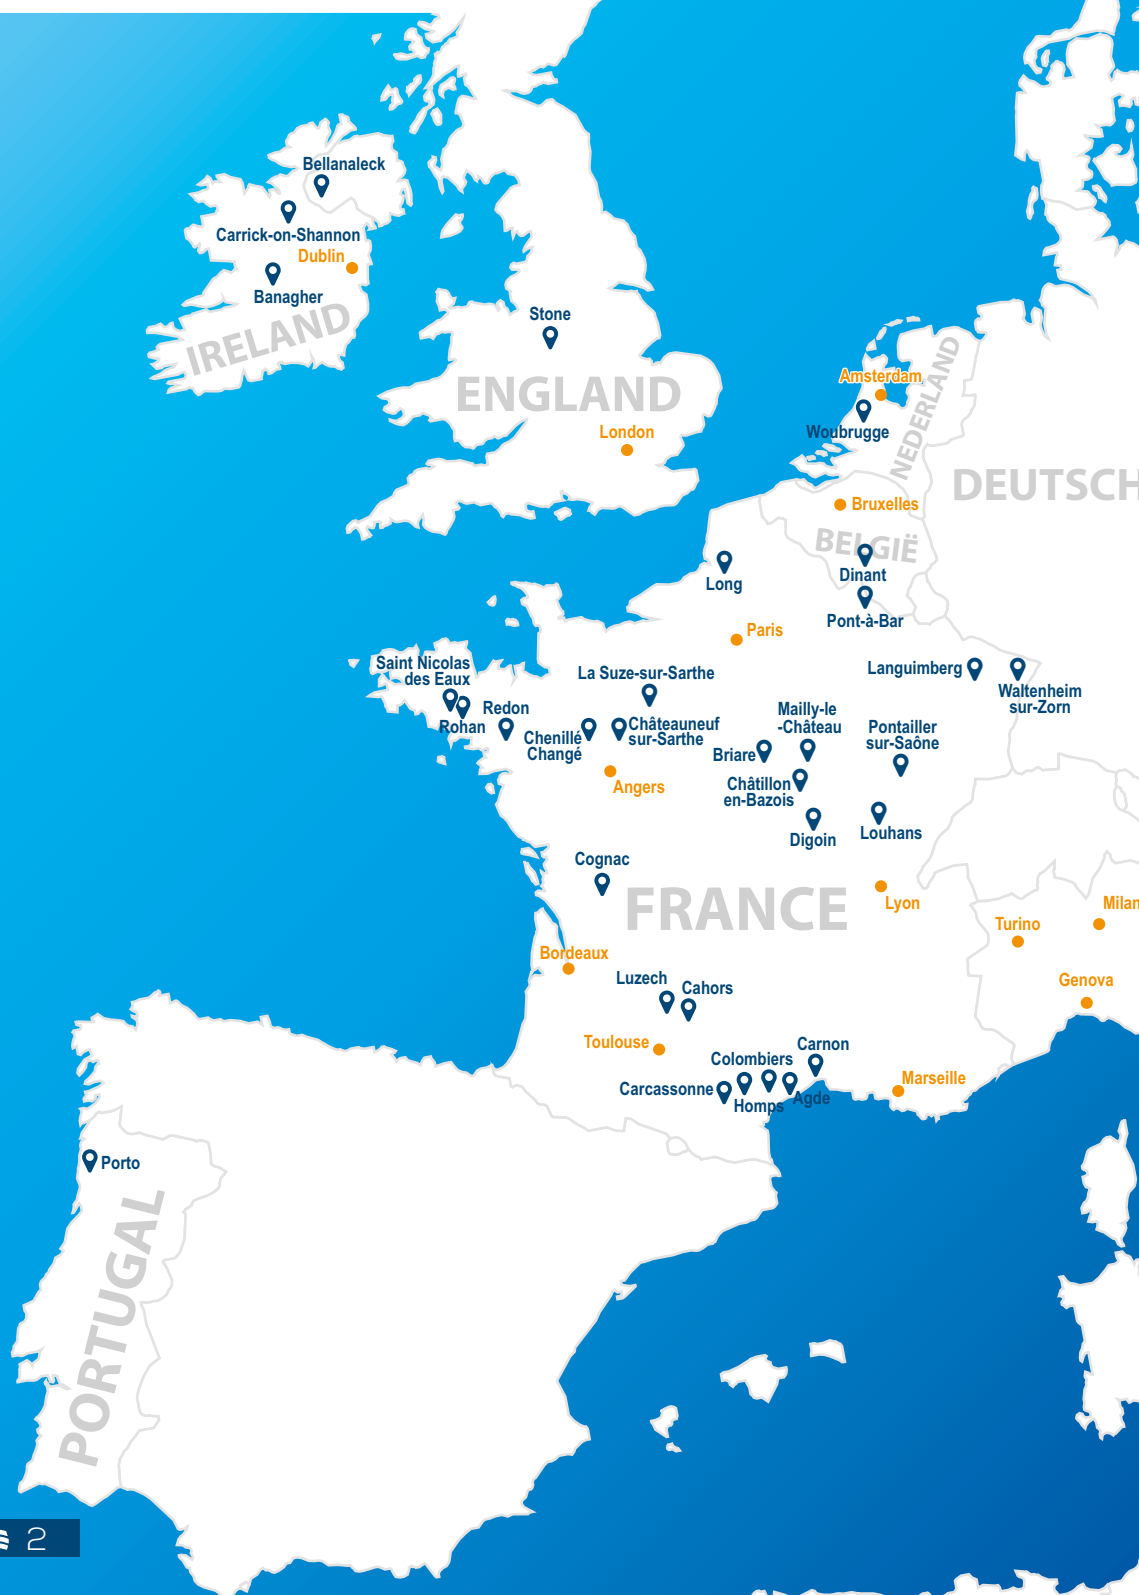 Bellanaleck
Carrick-on-Shannon
Dublin
Banagher
IRELAND
Stone
ENGLAND
London
Amsterdam
Woubrugge
NEDERLAND
DEUTSCH
Bruxelles
BELGIË
Dinant
Long
Pont-à-Bar
Paris
Saint Nicolas
des Eaux
Rohan
Redon
La Suze-sur-Sarthe
Chenillé
Changé
Châteauneuf
sur-Sarthe
Angers
Languimberg
Waltenheim
sur-Zorn
Mailly-le
-Château
Briare
Pontailler
sur-Saône
Châtillon
en-Bazois
Digoin
Louhans
Cognac
FRANCE
Lyon
Turino
Milan
Genova
Bordeaux
Luzech
Cahors
Toulouse
Carnon
Colombiers
Carcassonne
Homps
Agde
Marseille
Porto
PORTUGAL
2